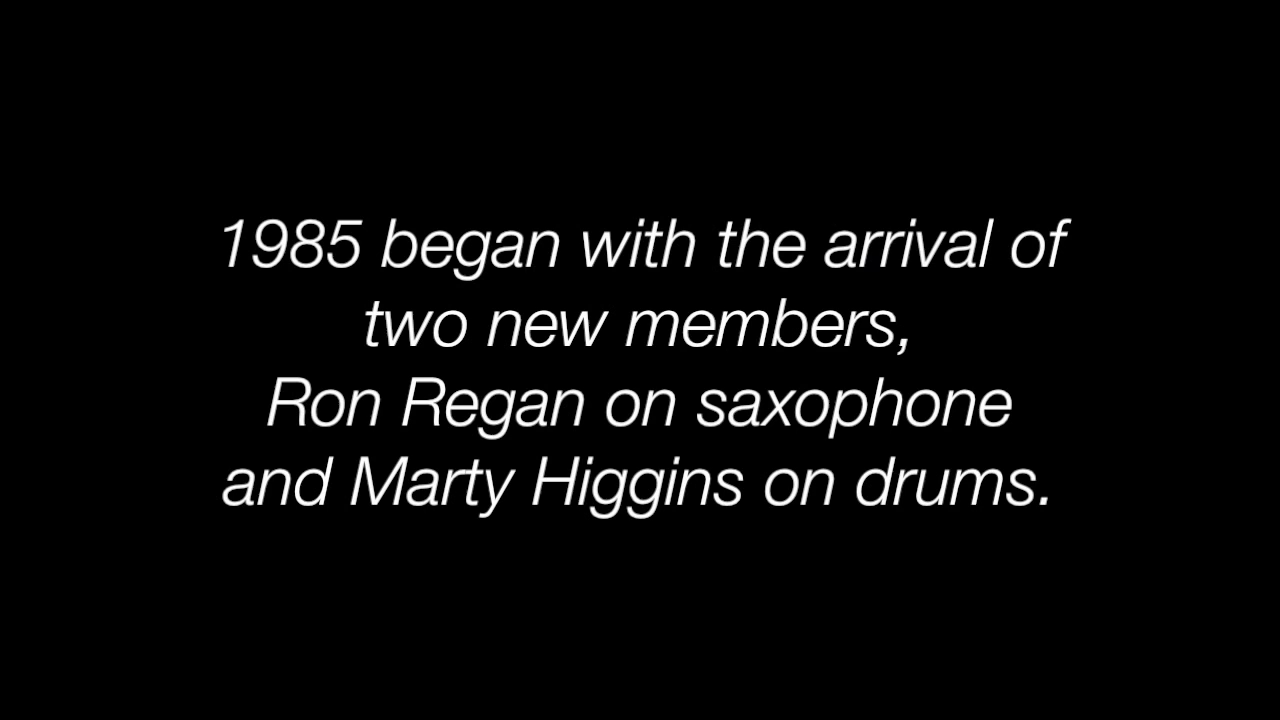 1985 began with the arrival of
two new members,
Ron Regan on saxophone
and Marty Higgins on drums.